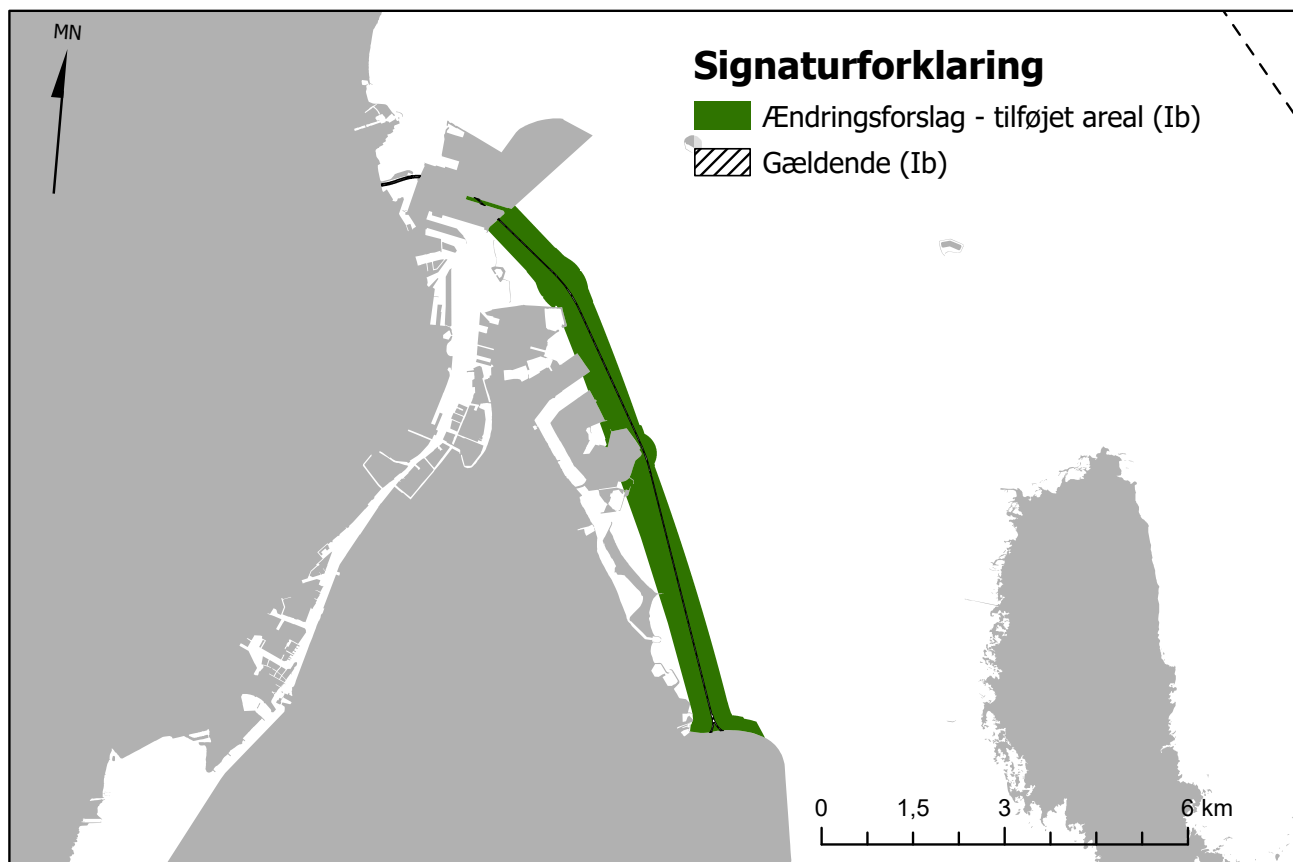 MN
Signaturforklaring
Ændringsforslag - tilføjet areal (Ib)
Gældende (Ib)
0 1,5 3 6 km